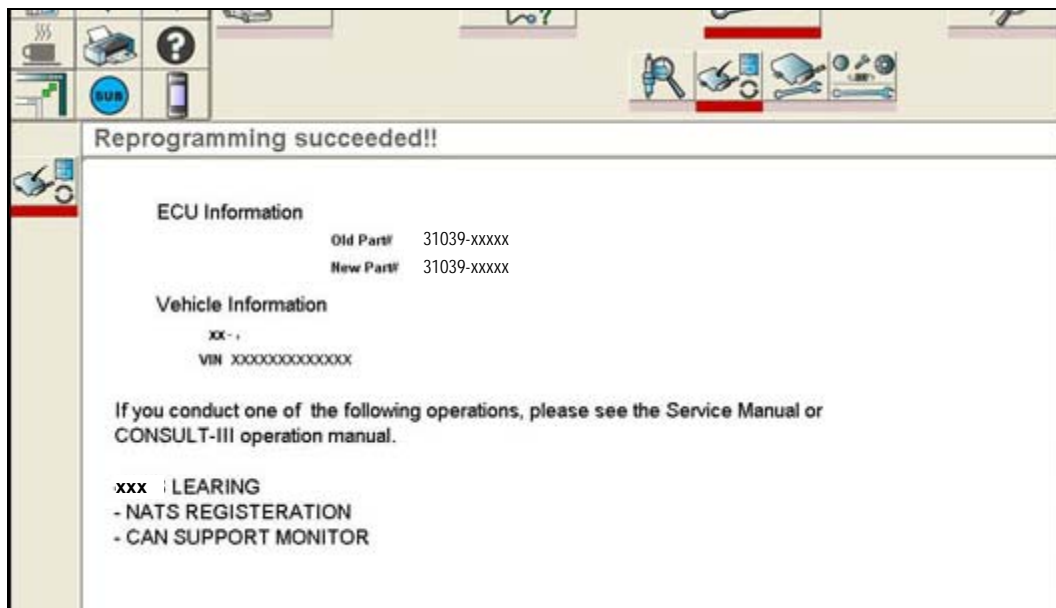 ?
SUB
Reprogramming succeeded!!
ECU Information
Old Part# 31039-xxxxx
New Part# 31039-xxxxx
Vehicle Information
xx- ,
VIN XXXXXXXXXXXXX
If you conduct one of the following operations, please see the Service Manual or
CONSULT-III operation manual.
xxx LEARING
- NATS REGISTERATION
- CAN SUPPORT MONITOR